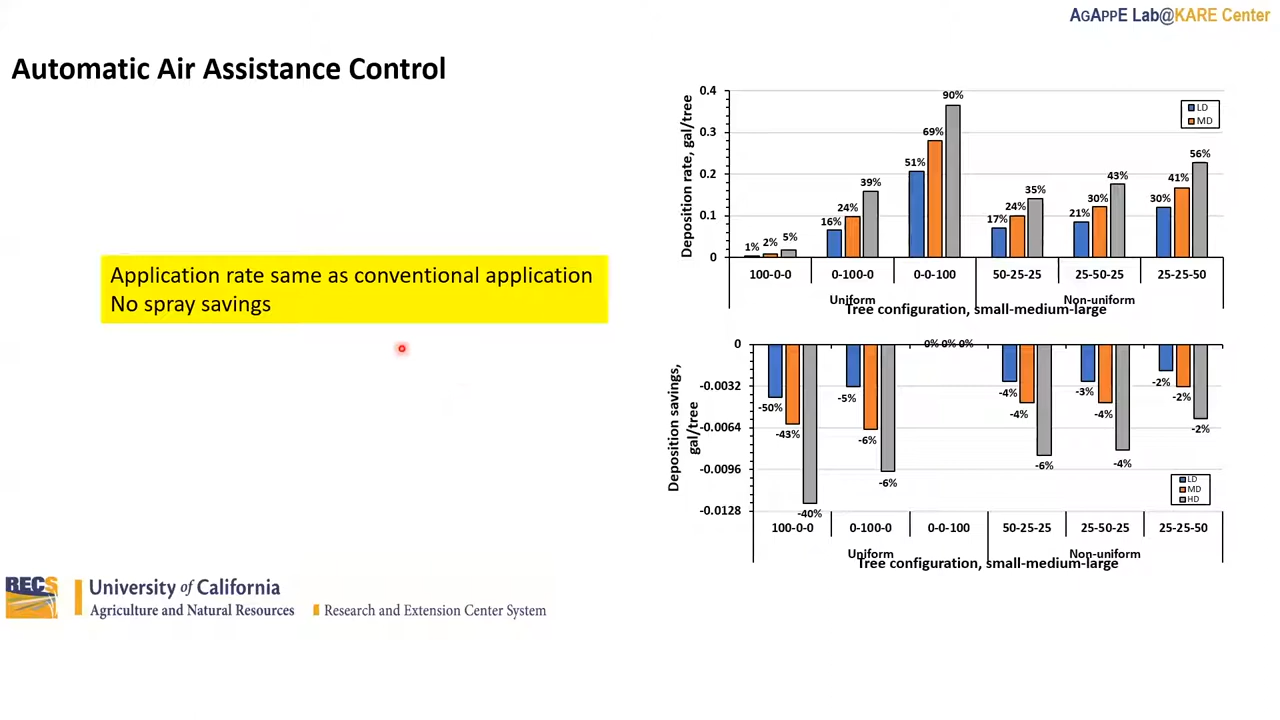 AGAPPE Lab@KARE Center
Automatic Air Assistance Control
Application rate same as conventional application
No spray savings
Deposition rate, gal/tree
0.4
0.3
0.2
0.1
0
1% 2% 5%
16% 24% 39%
51% 69% 90%
17% 24% 35%
21% 30% 43%
30% 41% 56%
LD
MD
100-0-0 0-100-0 0-0-100 50-25-25 25-50-25 25-25-50
Uniform Non-uniform
Tree configuration, small-medium-large
Deposition savings,
gal/tree
0
-0.0032
-0.0064
-0.0096
-0.0128
-50% -43% -40%
-5% -6% -6%
0% 0% 0%
-4% -4% -6%
-3% -4% -4%
-2% -2% -2%
LD
MD
HD
100-0-0 0-100-0 0-0-100 50-25-25 25-50-25 25-25-50
Uniform Non-uniform
Tree configuration, small-medium-large
RECS
University of California
Agriculture and Natural Resources Research and Extension Center System